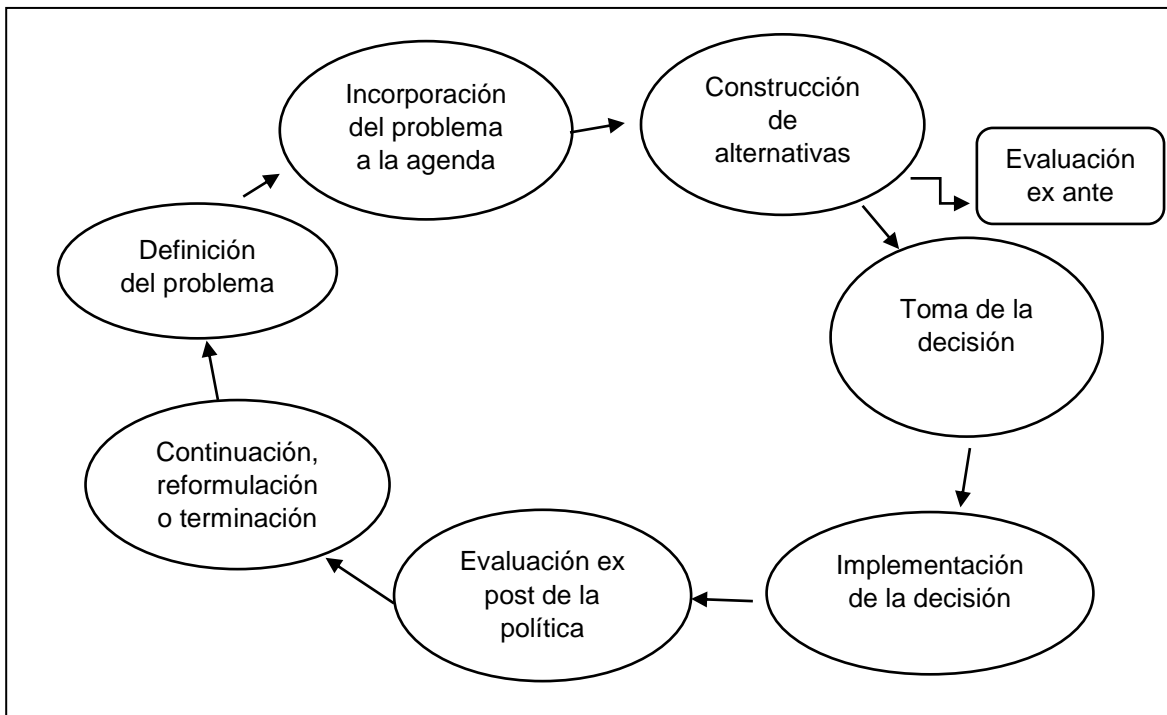 Incorporación
del problema
a la agenda
Construcción
de
alternativas
Evaluación
ex ante
Definición
del problema
Toma de la
decisión
Continuación,
reformulación
o terminación
Evaluación ex
post de la
política
Implementación
de la decisión